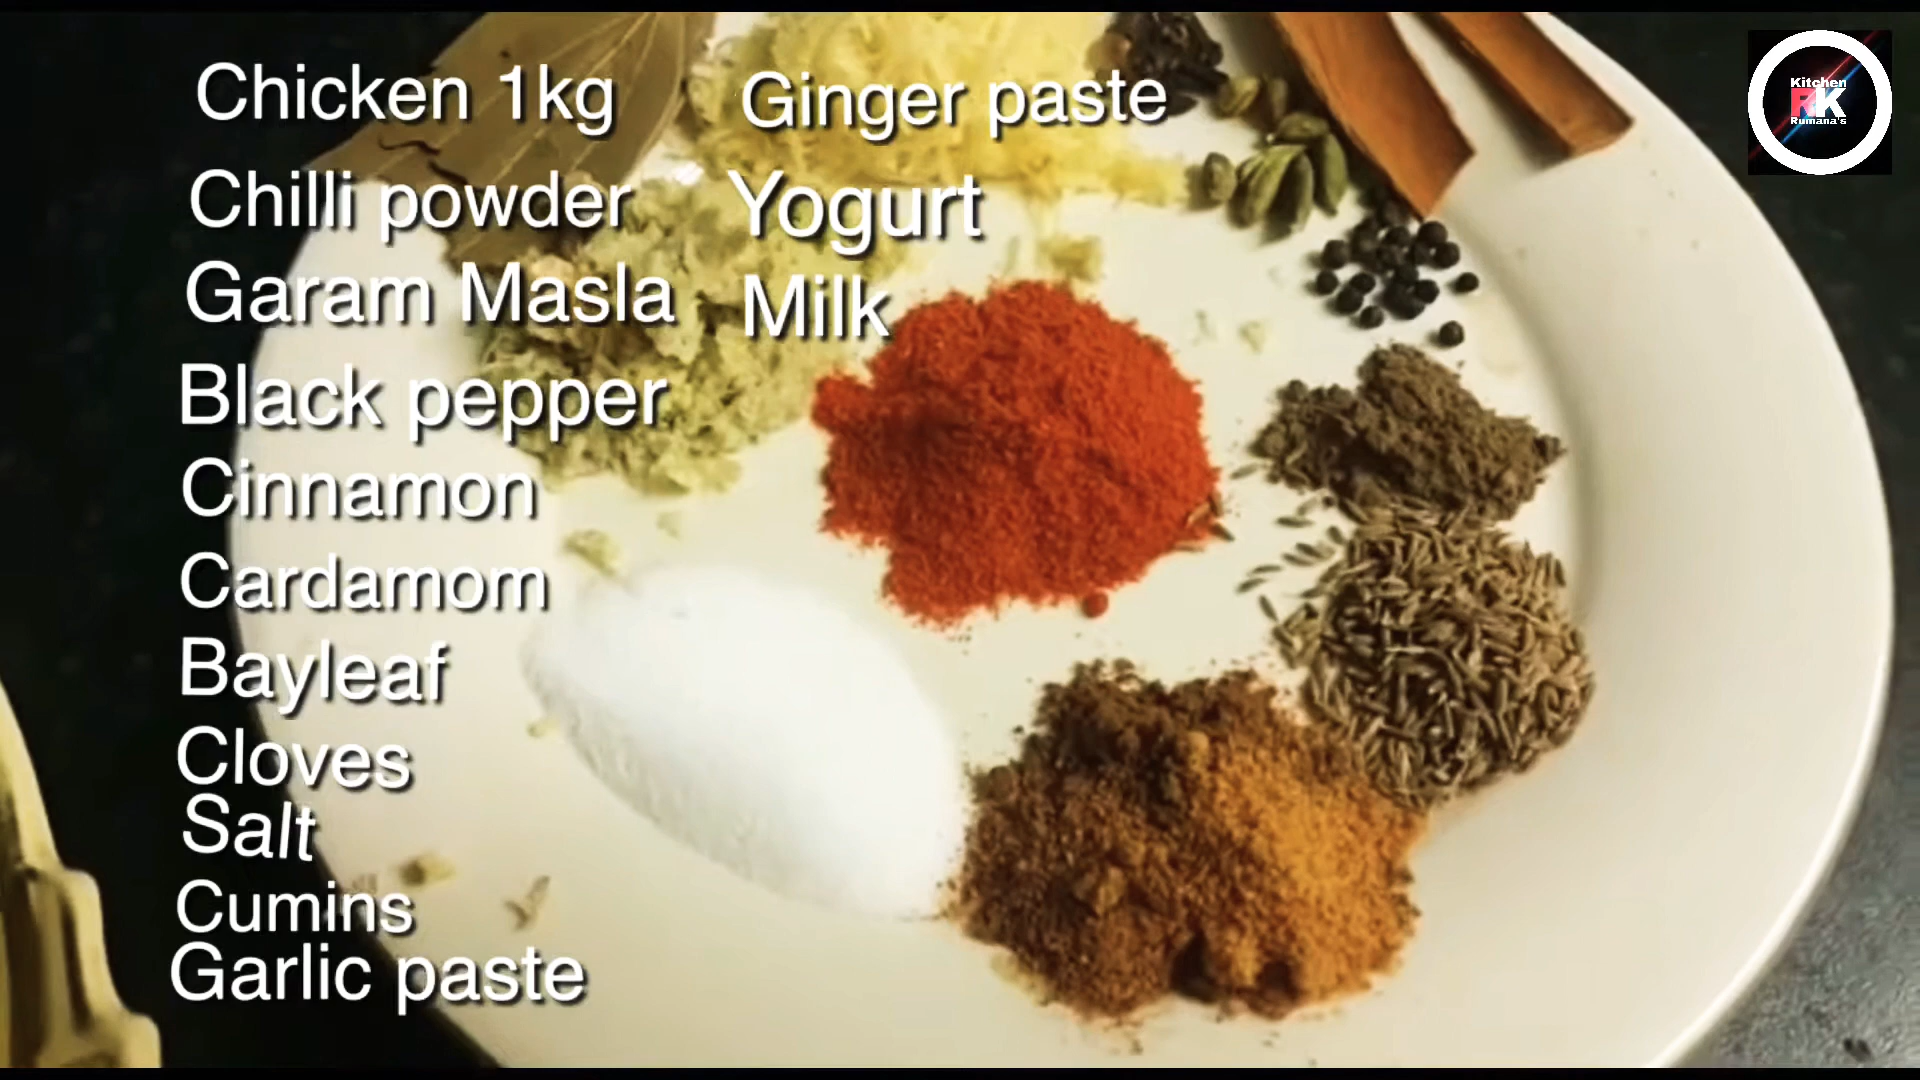 Chicken 1kg
Chilli powder
Garam Masla
Black pepper
Cinnamon
Cardamom
Bayleaf
Cloves
Salt
Cumins
Garlic paste
Ginger paste
Yogurt
Milk
Kitchen
RK
Rumana's